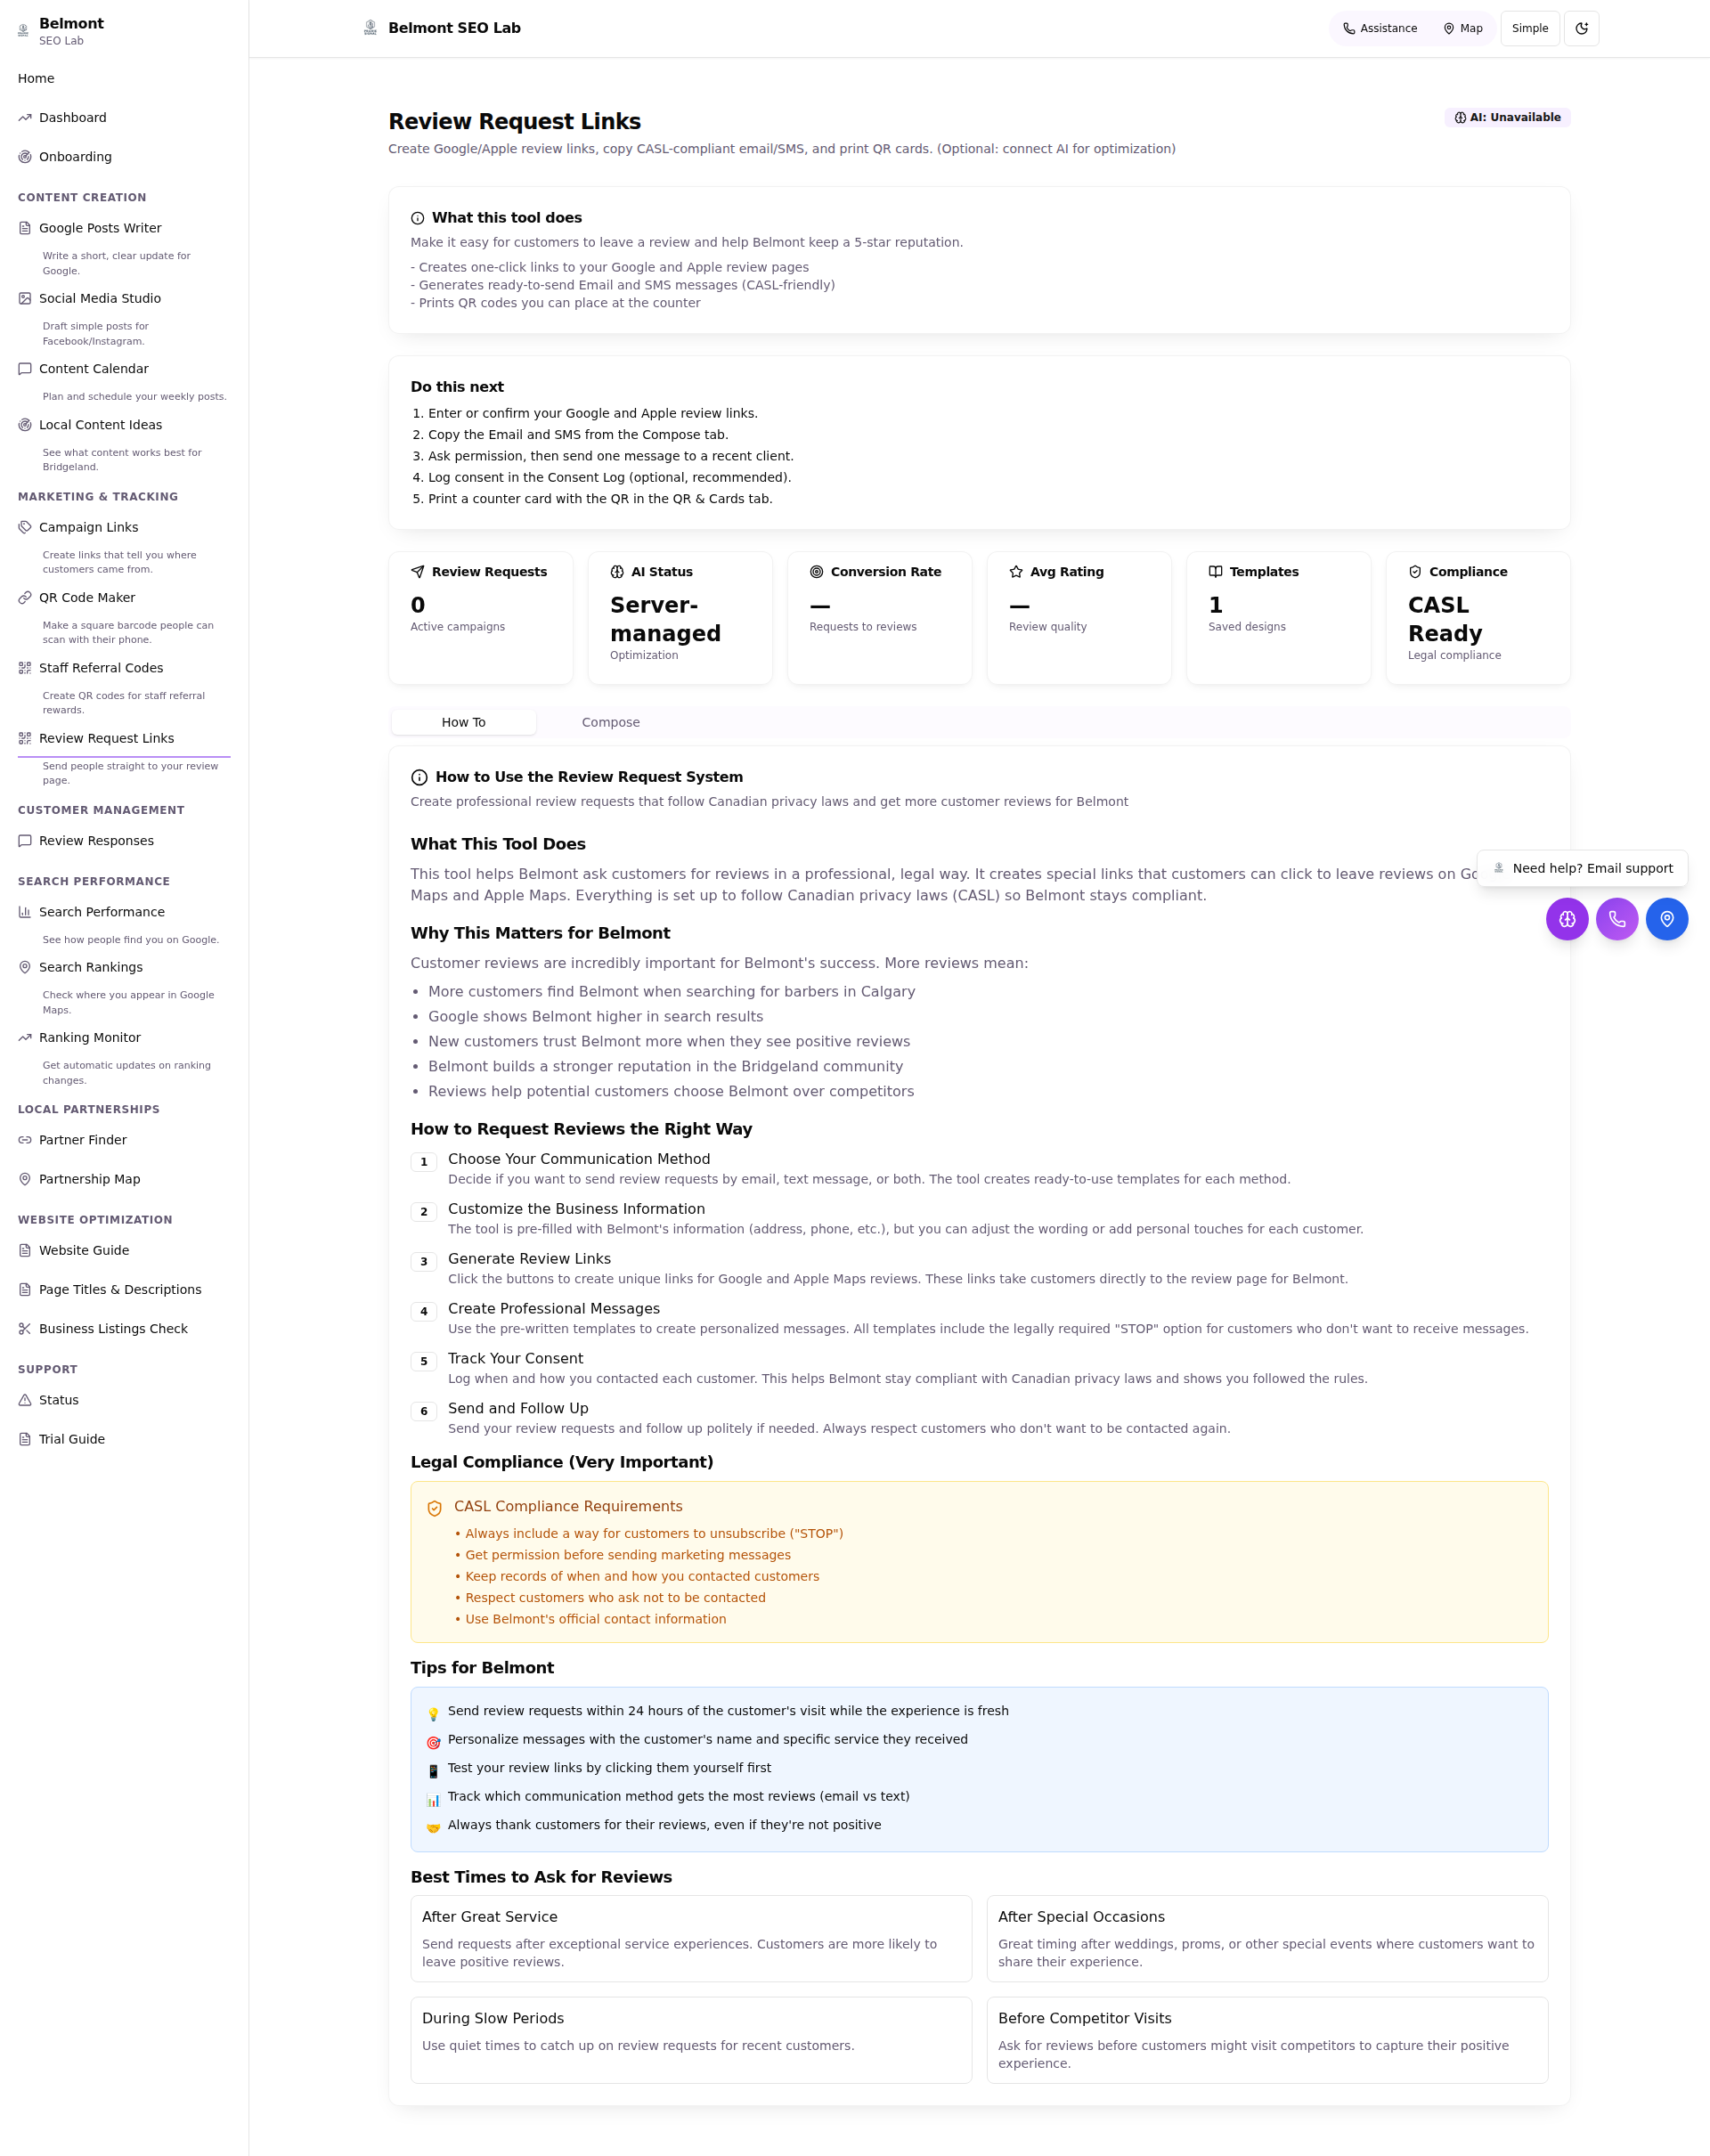 Belmont
SEO Lab
Home
Dashboard
Onboarding
CONTENT CREATION
Google Posts Writer
Write a short, clear update for
Google.
Social Media Studio
Draft simple posts for
Facebook/Instagram.
Content Calendar
Plan and schedule your weekly posts.
Local Content Ideas
See what content works best for
Bridgeland.
MARKETING & TRACKING
Campaign Links
Create links that tell you where
customers came from.
QR Code Maker
Make a square barcode people can
scan with their phone.
Staff Referral Codes
Create QR codes for staff referral
rewards.
Review Request Links
Send people straight to your review
page.
CUSTOMER MANAGEMENT
Review Responses
SEARCH PERFORMANCE
Search Performance
See how people find you on Google.
Search Rankings
Check where you appear in Google
Maps.
Ranking Monitor
Get automatic updates on ranking
changes.
LOCAL PARTNERSHIPS
Partner Finder
Partnership Map
WEBSITE OPTIMIZATION
Website Guide
Page Titles & Descriptions
Business Listings Check
SUPPORT
Status
Trial Guide
Belmont SEO Lab
Assistance
Map
Simple
Review Request Links
AI: Unavailable
Create Google/Apple review links, copy CASL-compliant email/SMS, and print QR cards. (Optional: connect AI for optimization)
What this tool does
Make it easy for customers to leave a review and help Belmont keep a 5-star reputation.
- Creates one-click links to your Google and Apple review pages
- Generates ready-to-send Email and SMS messages (CASL-friendly)
- Prints QR codes you can place at the counter
Do this next
1. Enter or confirm your Google and Apple review links.
2. Copy the Email and SMS from the Compose tab.
3. Ask permission, then send one message to a recent client.
4. Log consent in the Consent Log (optional, recommended).
5. Print a counter card with the QR in the QR & Cards tab.
Review Requests
0
Active campaigns
AI Status
Server-
managed
Optimization
Conversion Rate
—
Requests to reviews
Avg Rating
—
Review quality
Templates
1
Saved designs
Compliance
CASL
Ready
Legal compliance
How To
Compose
How to Use the Review Request System
Create professional review requests that follow Canadian privacy laws and get more customer reviews for Belmont
What This Tool Does
This tool helps Belmont ask customers for reviews in a professional, legal way. It creates special links that customers can click to leave reviews on
Maps and Apple Maps. Everything is set up to follow Canadian privacy laws (CASL) so Belmont stays compliant.
Need help? Email support
Why This Matters for Belmont
Customer reviews are incredibly important for Belmont's success. More reviews mean:
• More customers find Belmont when searching for barbers in Calgary
• Google shows Belmont higher in search results
• New customers trust Belmont more when they see positive reviews
• Belmont builds a stronger reputation in the Bridgeland community
• Reviews help potential customers choose Belmont over competitors
How to Request Reviews the Right Way
1 Choose Your Communication Method
Decide if you want to send review requests by email, text message, or both. The tool creates ready-to-use templates for each method.
2 Customize the Business Information
The tool is pre-filled with Belmont's information (address, phone, etc.), but you can adjust the wording or add personal touches for each customer.
3 Generate Review Links
Click the buttons to create unique links for Google and Apple Maps reviews. These links take customers directly to the review page for Belmont.
4 Create Professional Messages
Use the pre-written templates to create personalized messages. All templates include the legally required "STOP" option for customers who don't want to receive messages.
5 Track Your Consent
Log when and how you contacted each customer. This helps Belmont stay compliant with Canadian privacy laws and shows you followed the rules.
6 Send and Follow Up
Send your review requests and follow up politely if needed. Always respect customers who don't want to be contacted again.
Legal Compliance (Very Important)
CASL Compliance Requirements
• Always include a way for customers to unsubscribe ("STOP")
• Get permission before sending marketing messages
• Keep records of when and how you contacted customers
• Respect customers who ask not to be contacted
• Use Belmont's official contact information
Tips for Belmont
💡 Send review requests within 24 hours of the customer's visit while the experience is fresh
🎯 Personalize messages with the customer's name and specific service they received
📱 Test your review links by clicking them yourself first
📊 Track which communication method gets the most reviews (email vs text)
🤝 Always thank customers for their reviews, even if they're not positive
Best Times to Ask for Reviews
After Great Service
Send requests after exceptional service experiences. Customers are more likely to
leave positive reviews.
After Special Occasions
Great timing after weddings, proms, or other special events where customers want to
share their experience.
During Slow Periods
Use quiet times to catch up on review requests for recent customers.
Before Competitor Visits
Ask for reviews before customers might visit competitors to capture their positive
experience.